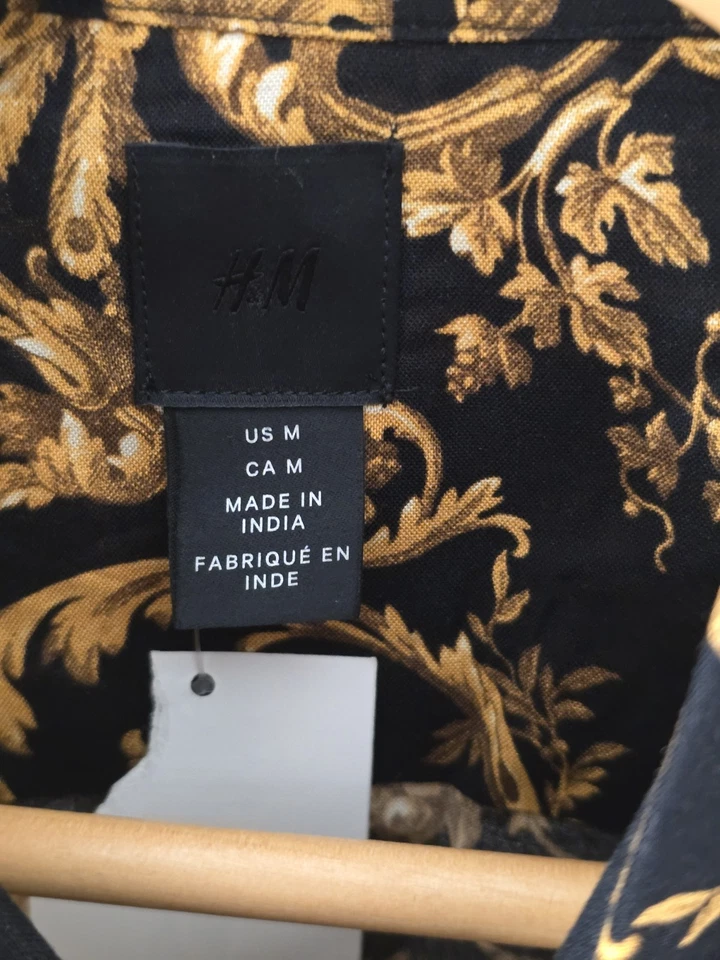 H&M
US M
CA M
MADE IN
INDIA
FABRIQUÉ EN
INDE